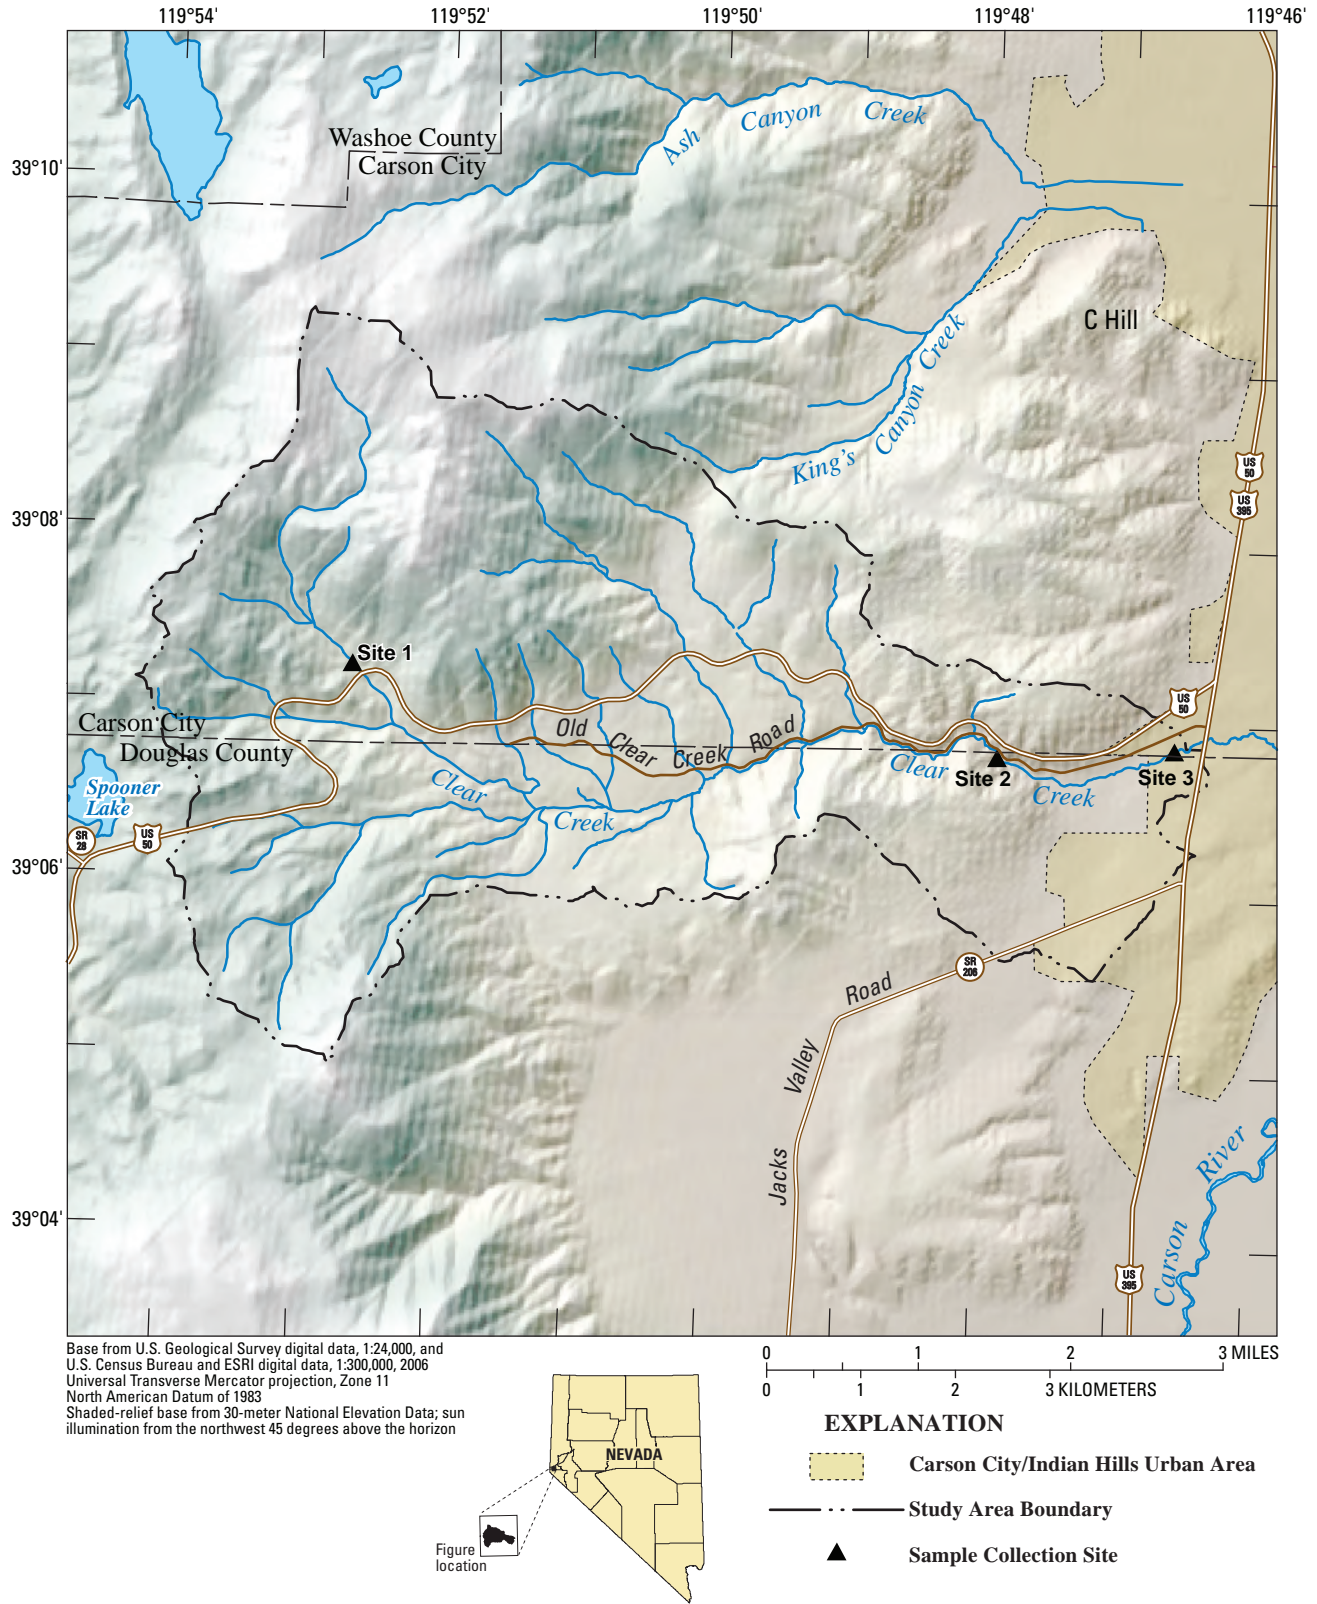 119°54'
119°52'
119°50'
119°48'
119°46'
39°10'
39°08'
39°06'
39°04'
Washoe County
Carson City
Ash Canyon Creek
C Hill
King's Canyon Creek
US
50
US
395
Site 1
Carson City
Douglas County
Old Clear Creek Road
US
50
Clear Creek
Clear Creek
Site 2
Site 3
Spooner
Lake
SR
28
US
50
SR
206
Jacks Valley Road
Carson River
US
395
Base from U.S. Geological Survey digital data, 1:24,000, and
U.S. Census Bureau and ESRI digital data, 1:300,000, 2006
Universal Transverse Mercator projection, Zone 11
North American Datum of 1983
Shaded-relief base from 30-meter National Elevation Data; sun
illumination from the northwest 45 degrees above the horizon
0 1 2 3 MILES
0 1 2 3 KILOMETERS
NEVADA
Figure
location
EXPLANATION
Carson City/Indian Hills Urban Area
Study Area Boundary
Sample Collection Site